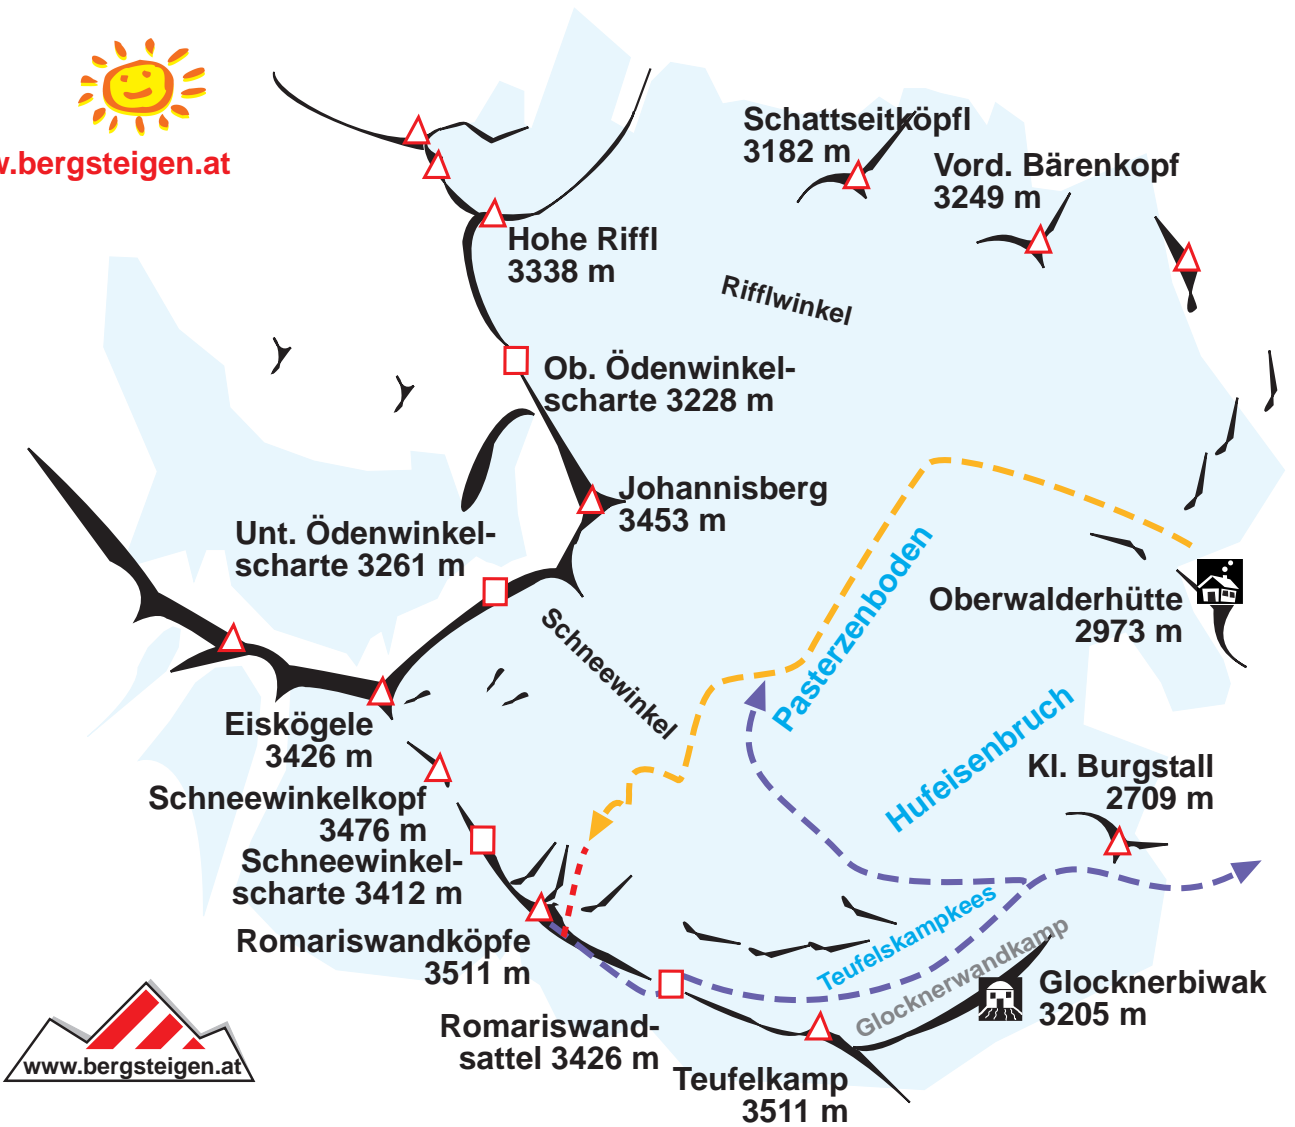 w.bergsteigen.at
Schattseitköpfl
3182 m
Vord. Bärenkopf
3249 m
Hohe Riffl
3338 m
Rifflwinkel
Ob. Ödenwinkel-
scharte 3228 m
Johannisberg
3453 m
Unt. Ödenwinkel-
scharte 3261 m
Pasterzenboden
Oberwalderhütte
2973 m
Schneewinkel
Eiskögele
3426 m
Hufeisenbruch
Kl. Burgstall
2709 m
Schneewinkelkopf
3476 m
Schneewinkel-
scharte 3412 m
Romariswandköpfe
3511 m
Teufelskampkees
Glocknerwandkamp
Glocknerbiwak
3205 m
Romariswand-
sattel 3426 m
Teufelkamp
3511 m
www.bergsteigen.at